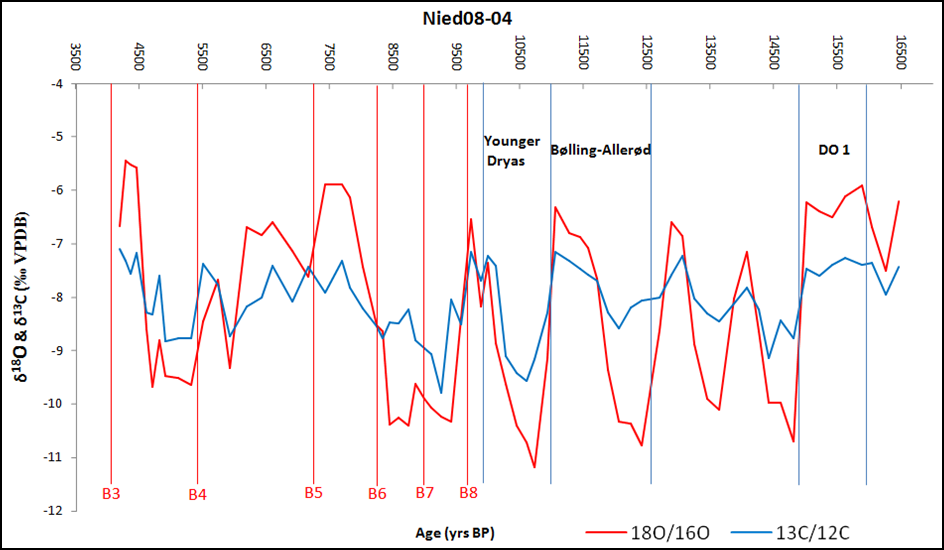 Nied08-04
3500 4500 5500 6500 7500 8500 9500 10500 11500 12500 13500 14500 15500 16500
-4
-5
-6
-7
-8
-9
-10
-11
-12
δ¹⁸O & δ¹³C (‰ VPDB)
Younger
Dryas
Bølling-Allerød
DO 1
B3 B4 B5 B6 B7 B8
Age (yrs BP)
18O/16O 13C/12C